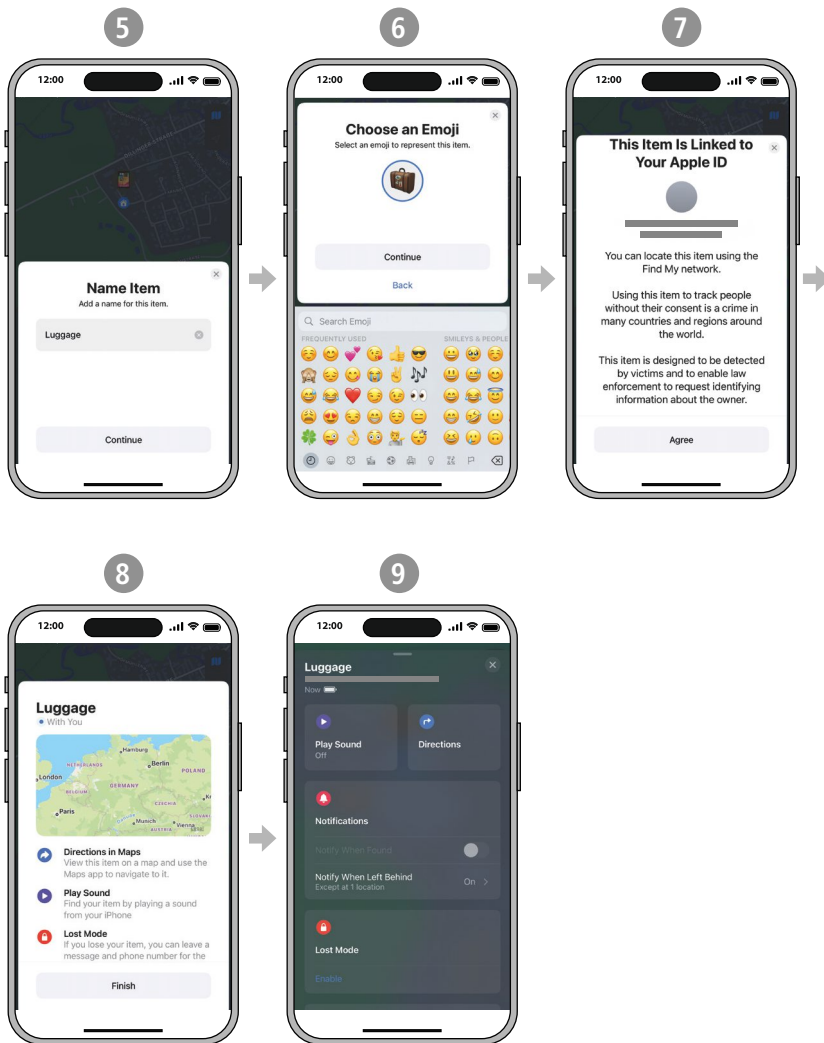 5
12:00
Name Item
Add a name for this item.
Luggage
Continue
6
12:00
Choose an Emoji
Select an emoji to represent this item.
Continue
Back
Search Emoji
FREQUENTLY USED
SMILEYS & PEOPLE
7
12:00
This Item Is Linked to
Your Apple ID
You can locate this item using the
Find My network.
Using this item to track people
without their consent is a crime in
many countries and regions around
the world.
This item is designed to be detected
by victims and to enable law
enforcement to request identifying
information about the owner.
Agree
8
12:00
Luggage
With You
Hamburg
NETHERLANDS
Berlin
POLAND
London
BELGIUM
GERMANY
CZECHIA
Paris
Munich
Vienna
AUSTRIA
Directions in Maps
View this item on a map and use the
Maps app to navigate to it.
Play Sound
Find your item by playing a sound
from your iPhone
Lost Mode
If you lose your item, you can leave a
message and phone number for the
Finish
9
12:00
Luggage
Now
Play Sound
Off
Directions
Notifications
Notify When Found
Notify When Left Behind
Except at 1 location
On
Lost Mode
Enable